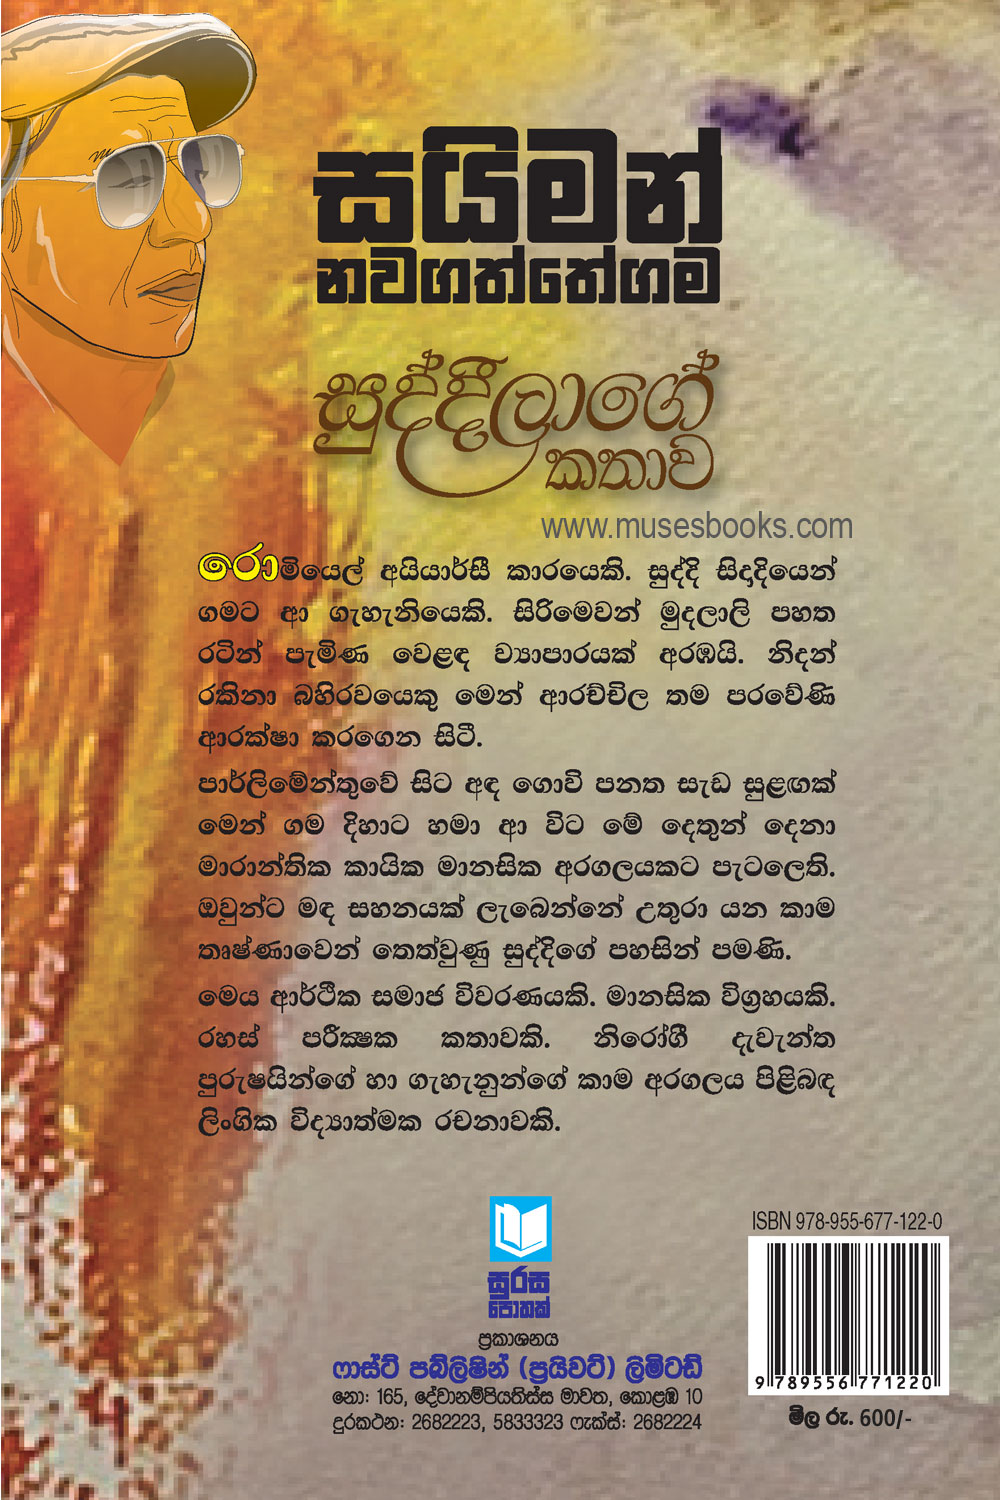 සයිමන්
නවගත්තේගම
සුද්දීලාගේ
කතාව
www.musesbooks.com
රොමියෙල් අයියාර්සී කාරයෙකි. සුද්දි සිද්‍දාදියෙන්
ගමට ආ ගැහැනියෙකි. සිරිමෙවන් මුදලාලි පහත
රටින් පැමිණ වෙළඳ ව්‍යාපාරයක් අරඹයි. නිදන්
රකිනා බහිරවයෙකු මෙන් ආරච්චිල තම පරවේණි
ආරක්ෂා කරගෙන සිටී.
පාර්ලිමේන්තුවේ සිට අඳ ගොවි පනත සැඩ සුළඟක්
මෙන් ගම දිහාට හමා ආ විට මේ දෙතුන් දෙනා
මාරාන්තික කායික මානසික අරගලයකට පැටලෙති.
ඔවුන්ට මඳ සහනයක් ලැබෙන්නේ උතුරා යන කාම
තෘෂ්ණාවෙන් තෙත්වුණු සුද්දිගේ පහසින් පමණි.
මෙය ආර්ථික සමාජ විවරණයකි. මානසික විග්‍රහයකි.
රහස් පරීක්‍ෂක කතාවකි. නිරෝගී දැවැන්ත
පුරුෂයින්ගේ හා ගැහැනුන්ගේ කාම අරගලය පිළිබඳ
ලිංගික විද්‍යාත්මක රචනාවකි.
සුරස
පොතක්
ප්‍රකාශනය
ෆාස්ට් පබ්ලිෂින් (ප්‍රයිවට්) ලිමිටඩ්
නො: 165, දේවානම්පියතිස්ස මාවත, කොළඹ 10
දුරකථන: 2682223, 5833323 ෆැක්ස්: 2682224
ISBN 978-955-677-122-0
9 789556 771220
මිල රු. 600/-